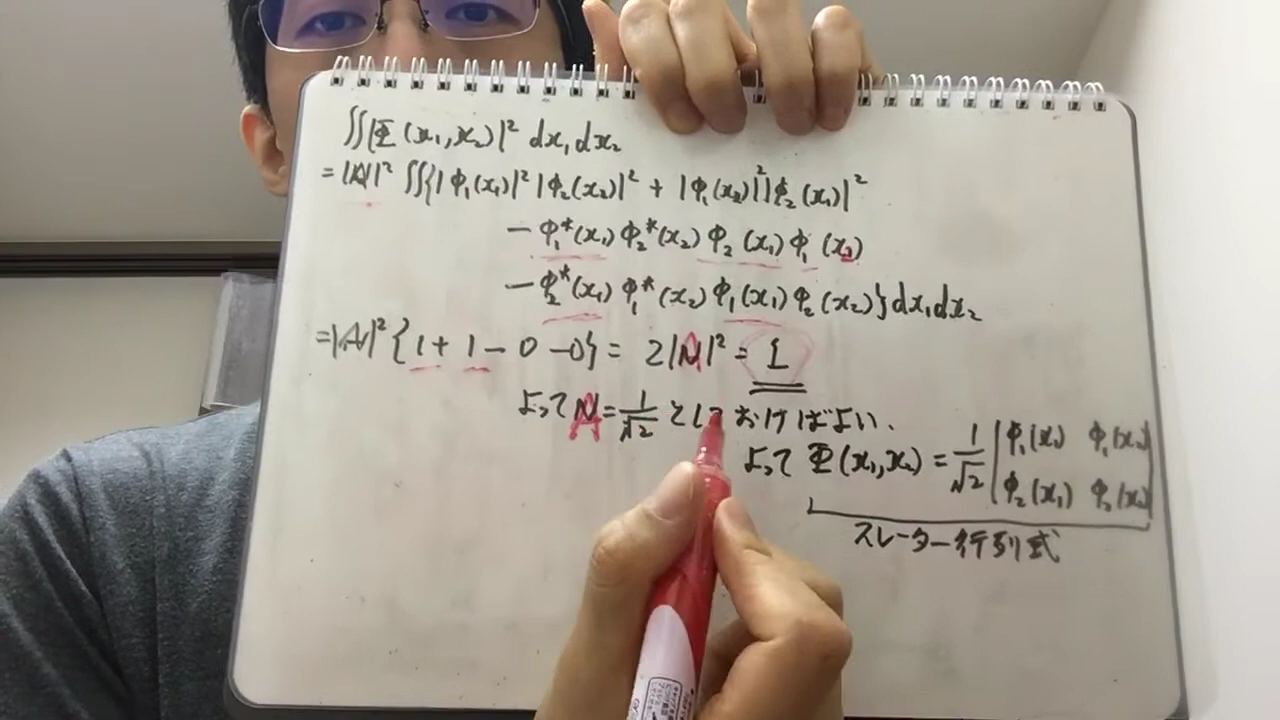 ∬|Φ(x₁,x₂)|² dx₁dx₂
= |A|² ∬{|Φ₁(x₁)|²|Φ₂(x₂)|² + |Φ₁(x₂)|²|Φ₂(x₁)|²
−Φ₁*(x₁)Φ₂*(x₂)Φ₂(x₁)Φ₁(x₂)
−Φ₂*(x₁)Φ₁*(x₂)Φ₁(x₁)Φ₂(x₂)}dx₁dx₂
=|A|²{1+1−0−0} = 2|A|² = 1
よって A=1/√2 としておけばよい、
よって Φ(x₁,x₂) = 1/√2 |Φ₁(x₁) Φ₁(x₂)
Φ₂(x₁) Φ₂(x₂)|
スレーター行列式